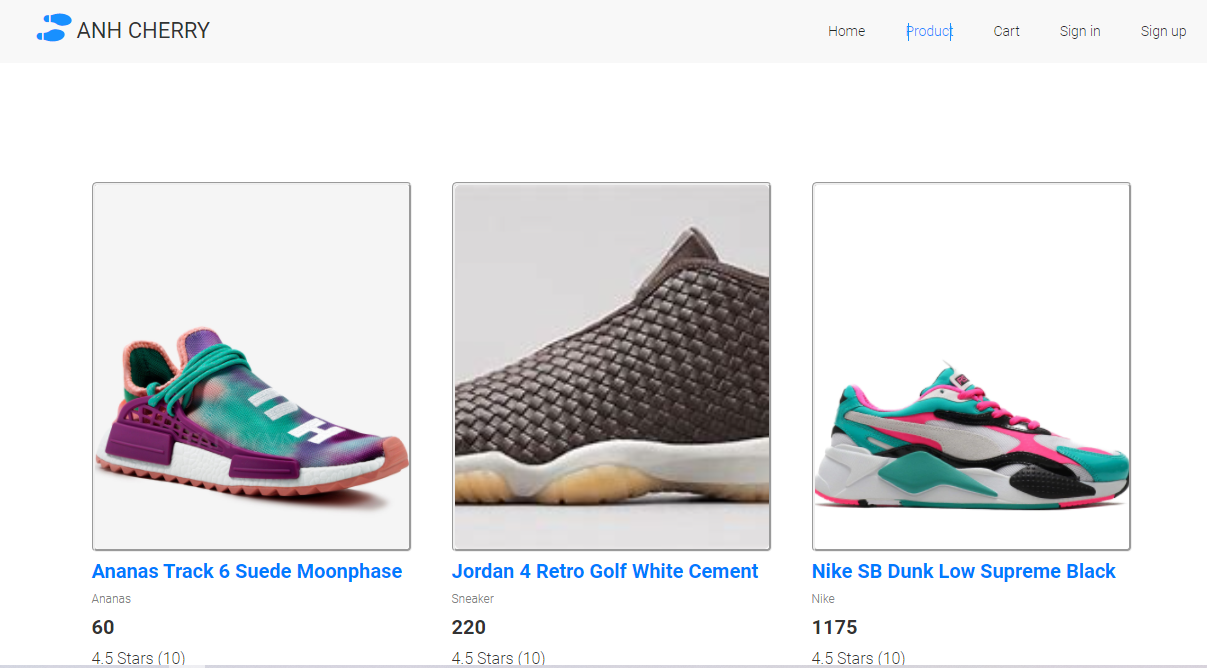 ANH CHERRY
Home Product Cart Sign in Sign up
Ananas Track 6 Suede Moonphase
Ananas
60
4.5 Stars (10)
Jordan 4 Retro Golf White Cement
Sneaker
220
4.5 Stars (10)
Nike SB Dunk Low Supreme Black
Nike
1175
4.5 Stars (10)